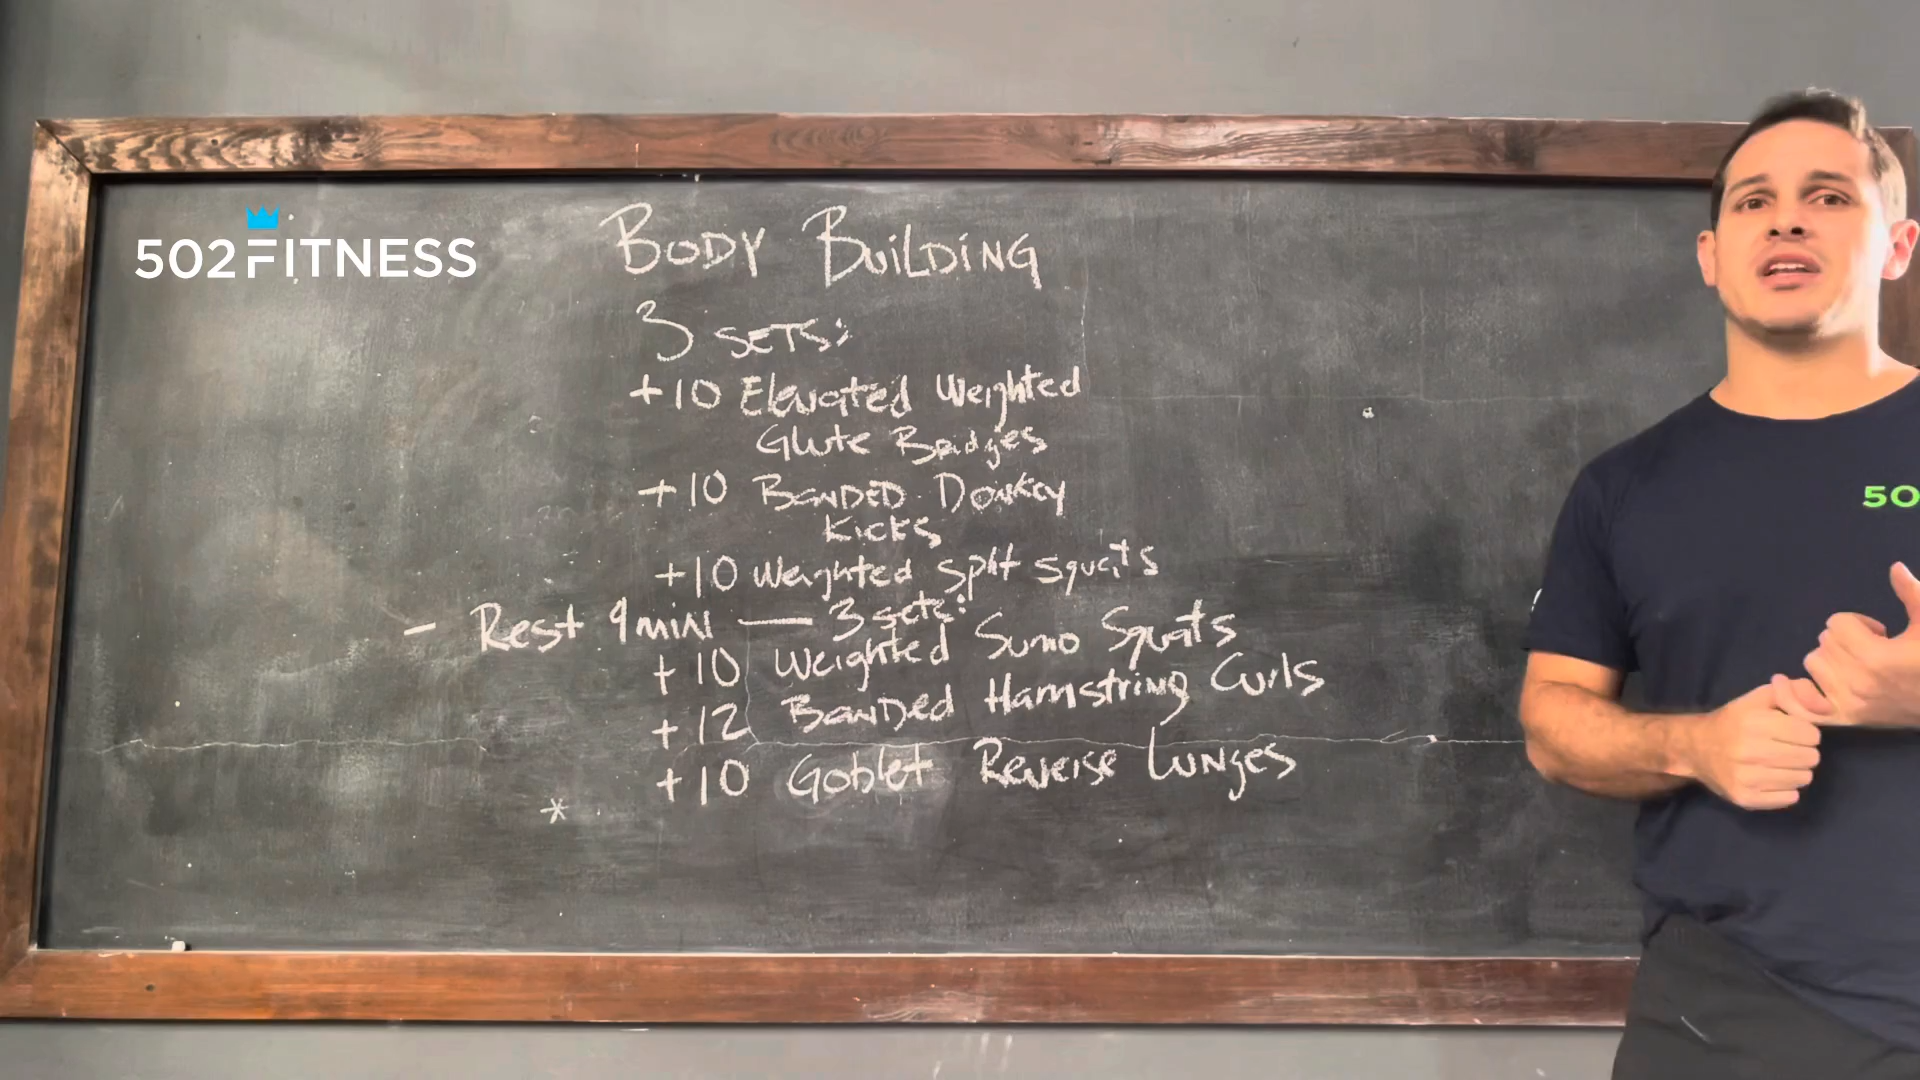 502FITNESS
BODY BUILDING
3 SETS:
+10 Elevated Weighted
Glute Bridges
+10 BANDED DONKEY
KICKS
+10 Weighted split squats
- Rest 9 MIN — 3 sets:
+10 Weighted Sumo Squats
+12 BANDED Hamstring Curls
+10 Goblet Reverse Lunges
*
50